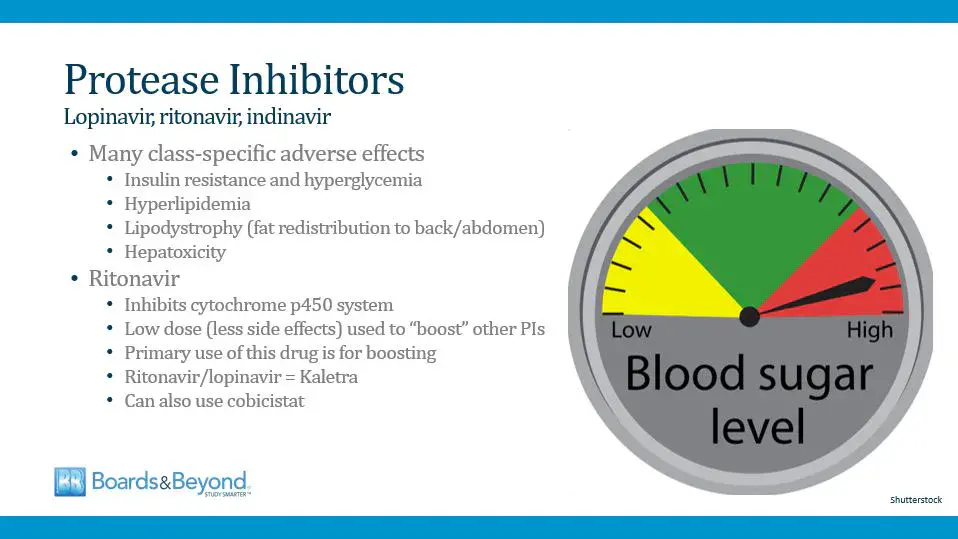 Protease Inhibitors
Lopinavir, ritonavir, indinavir
• Many class-specific adverse effects
• Insulin resistance and hyperglycemia
• Hyperlipidemia
• Lipodystrophy (fat redistribution to back/abdomen)
• Hepatoxicity
• Ritonavir
• Inhibits cytochrome p450 system
• Low dose (less side effects) used to “boost” other PIs
• Primary use of this drug is for boosting
• Ritonavir/lopinavir = Kaletra
• Can also use cobicistat
Low
High
Blood sugar
level
BB Boards&Beyond™
STUDY SMARTER™
Shutterstock